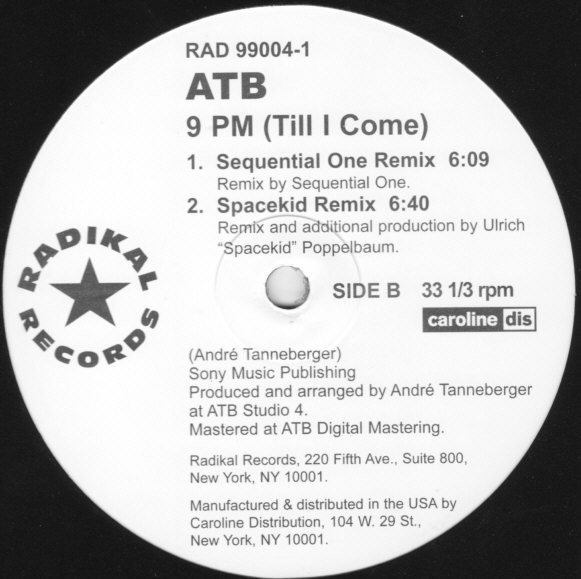 RAD 99004-1
ATB
9 PM (Till I Come)
1. Sequential One Remix 6:09
Remix by Sequential One.
2. Spacekid Remix 6:40
Remix and additional production by Ulrich
"Spacekid" Poppelbaum.
RADIKAL
RECORDS
SIDE B 33 1/3 rpm
caroline dis
(André Tanneberger)
Sony Music Publishing
Produced and arranged by André Tanneberger
at ATB Studio 4.
Mastered at ATB Digital Mastering.
Radikal Records, 220 Fifth Ave., Suite 800,
New York, NY 10001.
Manufactured & distributed in the USA by
Caroline Distribution, 104 W. 29 St.,
New York, NY 10001.